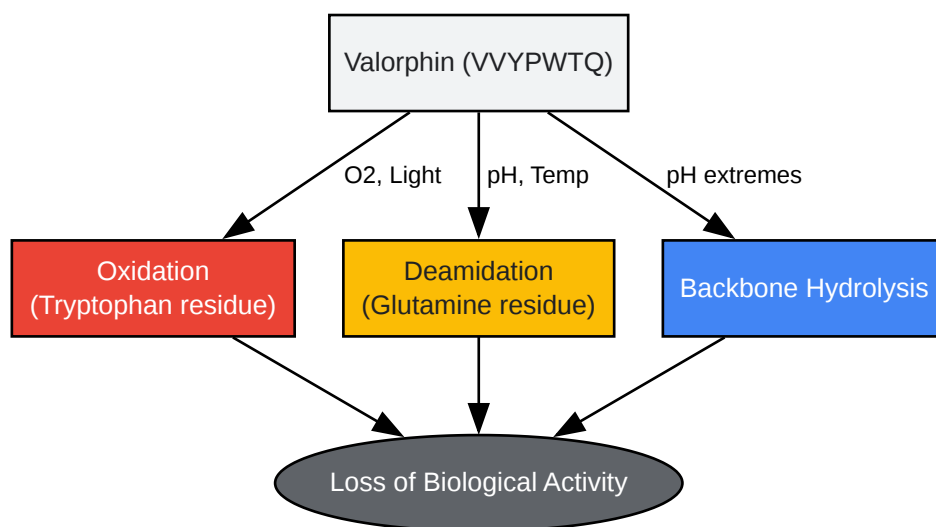 Valorphin (VVYPWTQ)
O2, Light
pH, Temp
pH extremes
Oxidation
(Tryptophan residue)
Deamidation
(Glutamine residue)
Backbone Hydrolysis
Loss of Biological Activity